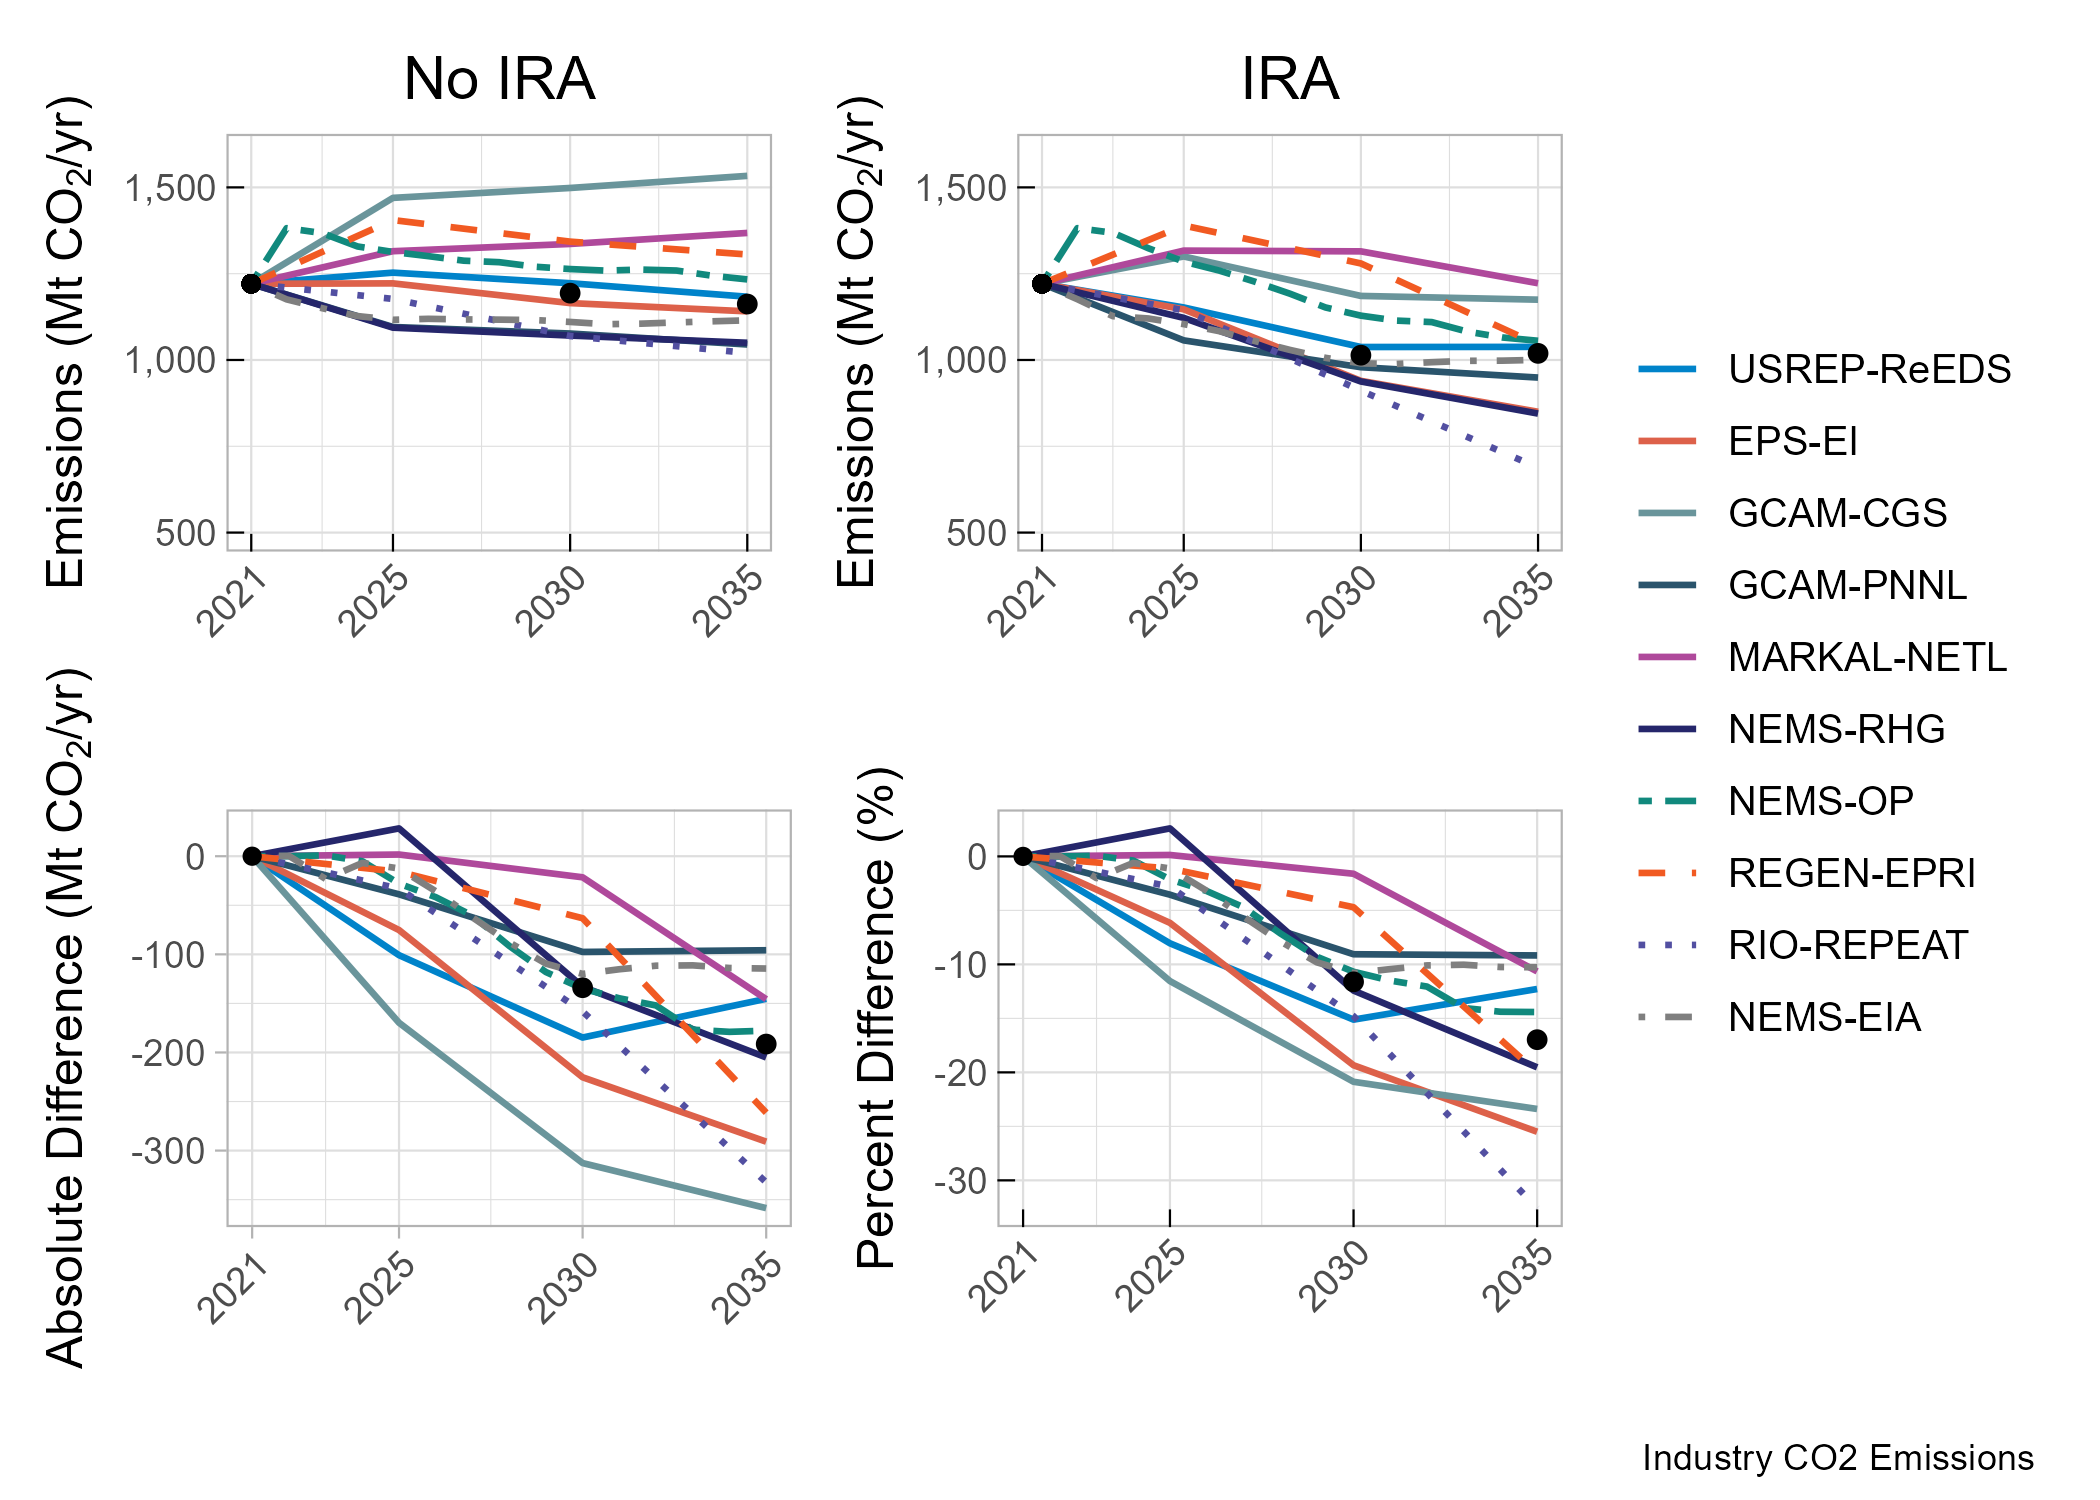 No IRA
IRA
Emissions (Mt CO2/yr)
1,500
1,000
500
2021
2025
2030
2035
Emissions (Mt CO2/yr)
1,500
1,000
500
2021
2025
2030
2035
USREP-ReEDS
EPS-EI
GCAM-CGS
GCAM-PNNL
MARKAL-NETL
NEMS-RHG
NEMS-OP
REGEN-EPRI
RIO-REPEAT
NEMS-EIA
Absolute Difference (Mt CO2/yr)
0
-100
-200
-300
2021
2025
2030
2035
Percent Difference (%)
0
-10
-20
-30
2021
2025
2030
2035
Industry CO2 Emissions